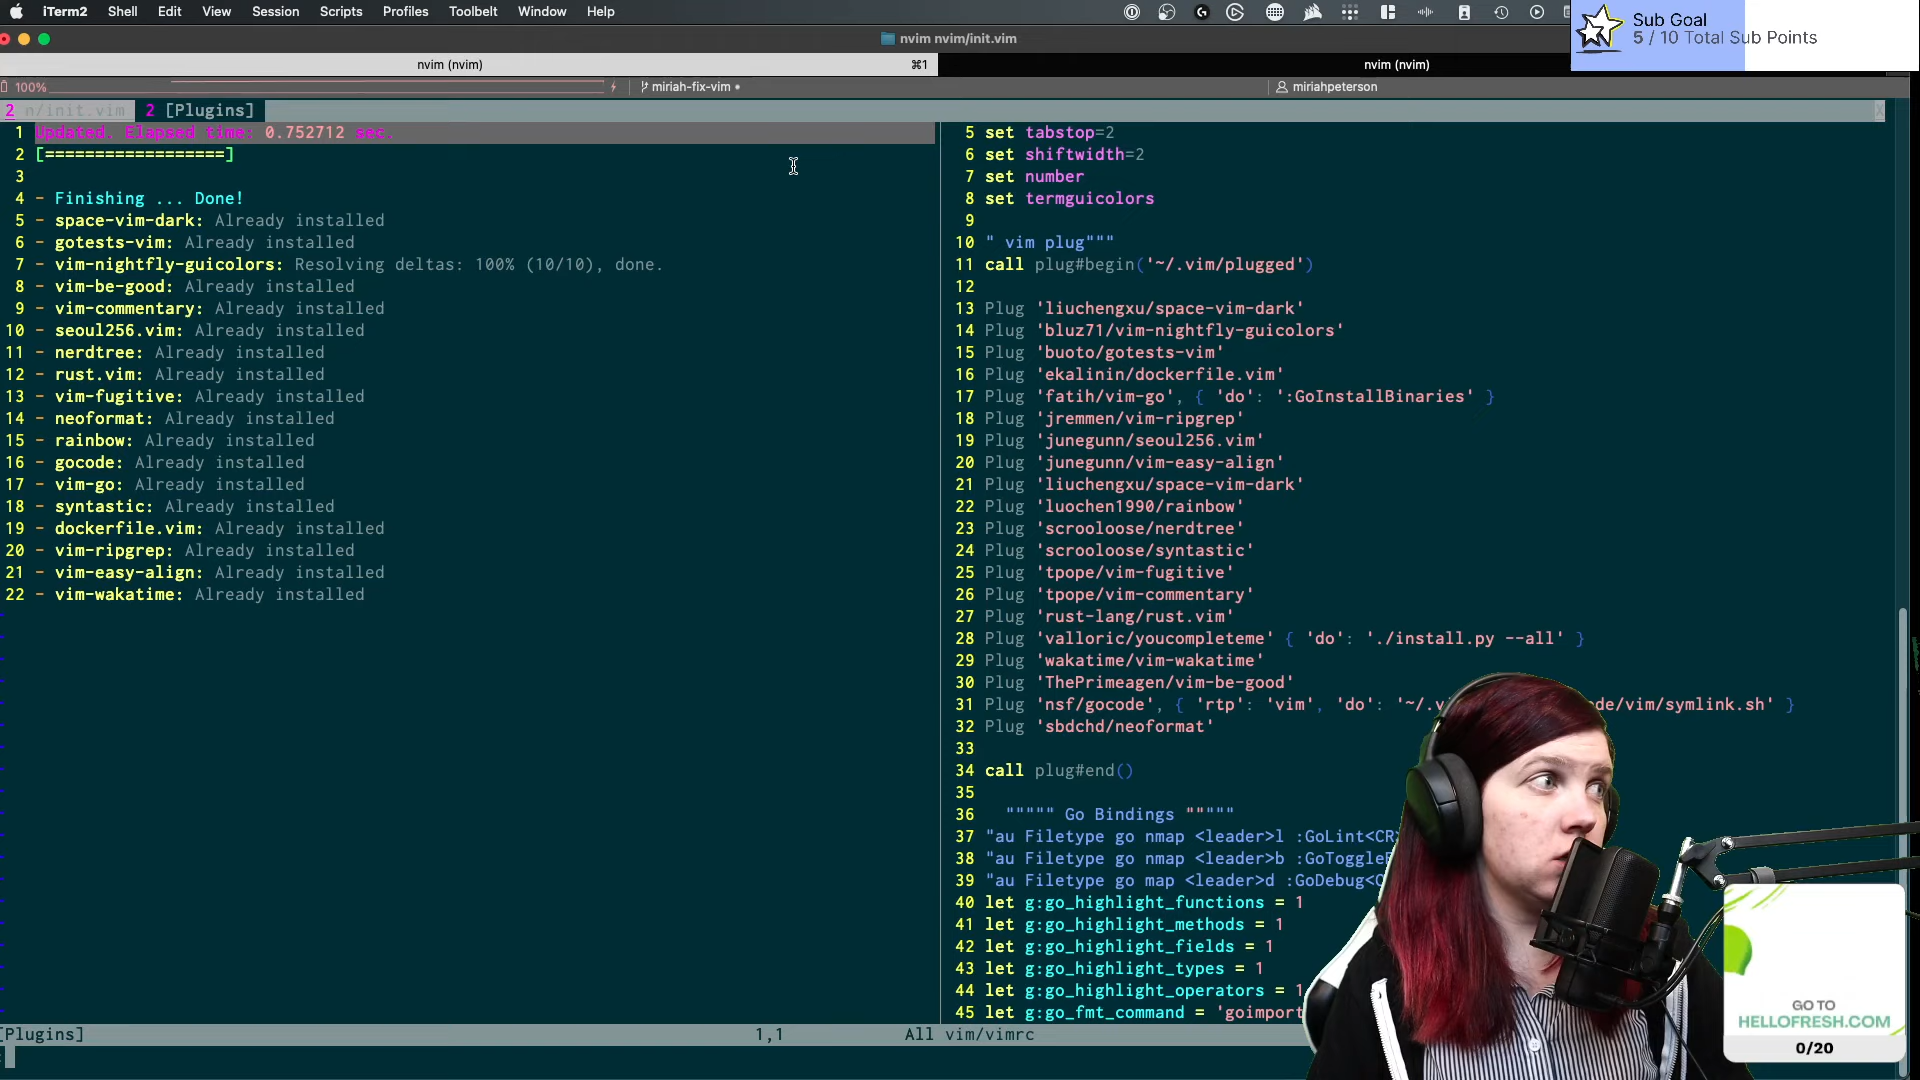 iTerm2 Shell Edit View Session Scripts Profiles Toolbelt Window Help
Sub Goal
5 / 10 Total Sub Points
nvim nvim/init.vim
nvim (nvim) ⌘1 nvim (nvim)
100% miriah-fix-vim • miriahpeterson
2 n/init.vim 2 [Plugins] X
1 Updated. Elapsed time: 0.752712 sec.
2 [==================]
3
4 - Finishing ... Done!
5 - space-vim-dark: Already installed
6 - gotests-vim: Already installed
7 - vim-nightfly-guicolors: Resolving deltas: 100% (10/10), done.
8 - vim-be-good: Already installed
9 - vim-commentary: Already installed
10 - seoul256.vim: Already installed
11 - nerdtree: Already installed
12 - rust.vim: Already installed
13 - vim-fugitive: Already installed
14 - neoformat: Already installed
15 - rainbow: Already installed
16 - gocode: Already installed
17 - vim-go: Already installed
18 - syntastic: Already installed
19 - dockerfile.vim: Already installed
20 - vim-ripgrep: Already installed
21 - vim-easy-align: Already installed
22 - vim-wakatime: Already installed
[Plugins] 1,1 All
5 set tabstop=2
6 set shiftwidth=2
7 set number
8 set termguicolors
9
10 " vim plug"""
11 call plug#begin('~/.vim/plugged')
12
13 Plug 'liuchengxu/space-vim-dark'
14 Plug 'bluz71/vim-nightfly-guicolors'
15 Plug 'buoto/gotests-vim'
16 Plug 'ekalinin/dockerfile.vim'
17 Plug 'fatih/vim-go', { 'do': ':GoInstallBinaries' }
18 Plug 'jremmen/vim-ripgrep'
19 Plug 'junegunn/seoul256.vim'
20 Plug 'junegunn/vim-easy-align'
21 Plug 'liuchengxu/space-vim-dark'
22 Plug 'luochen1990/rainbow'
23 Plug 'scrooloose/nerdtree'
24 Plug 'scrooloose/syntastic'
25 Plug 'tpope/vim-fugitive'
26 Plug 'tpope/vim-commentary'
27 Plug 'rust-lang/rust.vim'
28 Plug 'valloric/youcompleteme' { 'do': './install.py --all' }
29 Plug 'wakatime/vim-wakatime'
30 Plug 'ThePrimeagen/vim-be-good'
31 Plug 'nsf/gocode', { 'rtp': 'vim', 'do': '~/.v de/vim/symlink.sh' }
32 Plug 'sbdchd/neoformat'
33
34 call plug#end()
35
36 """"" Go Bindings """""
37 "au Filetype go nmap <leader>l :GoLint<CR
38 "au Filetype go nmap <leader>b :GoToggle
39 "au Filetype go map <leader>d :GoDebug<
40 let g:go_highlight_functions = 1
41 let g:go_highlight_methods = 1
42 let g:go_highlight_fields = 1
43 let g:go_highlight_types = 1
44 let g:go_highlight_operators = 1
45 let g:go_fmt_command = 'goimport
vim/vimrc
GO TO
HELLOFRESH.COM
0/20